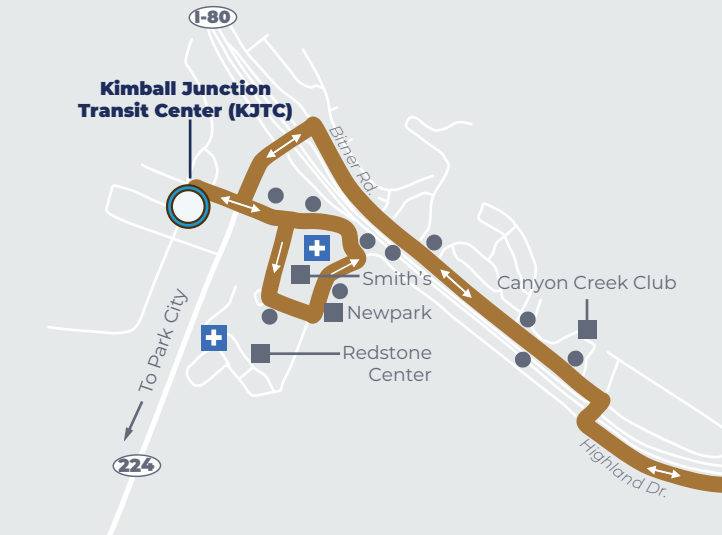 I-80
Kimball Junction
Transit Center (KJTC)
Bitner Rd.
Smith's
Canyon Creek Club
Newpark
To Park City
Redstone
Center
224
Highland Dr.